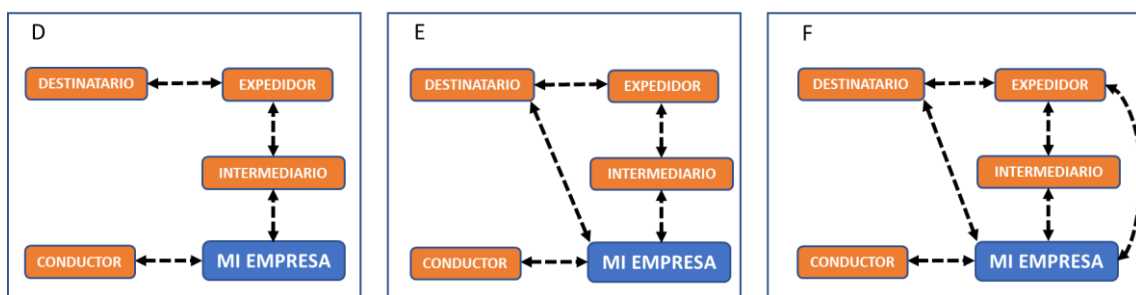 D
DESTINATARIO
EXPEDIDOR
INTERMEDIARIO
CONDUCTOR
MI EMPRESA
E
DESTINATARIO
EXPEDIDOR
INTERMEDIARIO
CONDUCTOR
MI EMPRESA
F
DESTINATARIO
EXPEDIDOR
INTERMEDIARIO
CONDUCTOR
MI EMPRESA